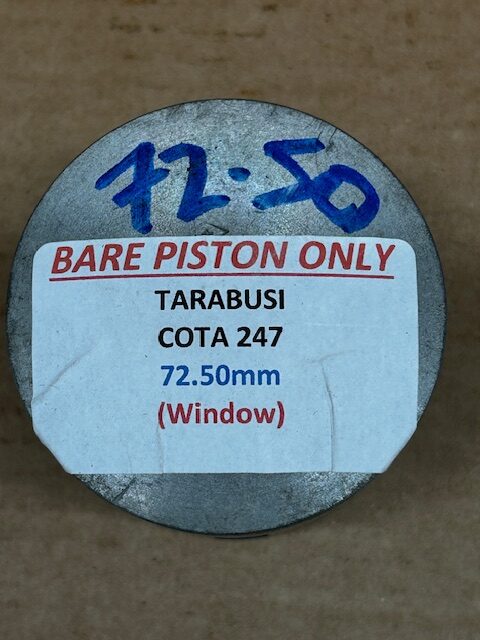 72.50
BARE PISTON ONLY
TARABUSI
COTA 247
72.50mm
(Window)